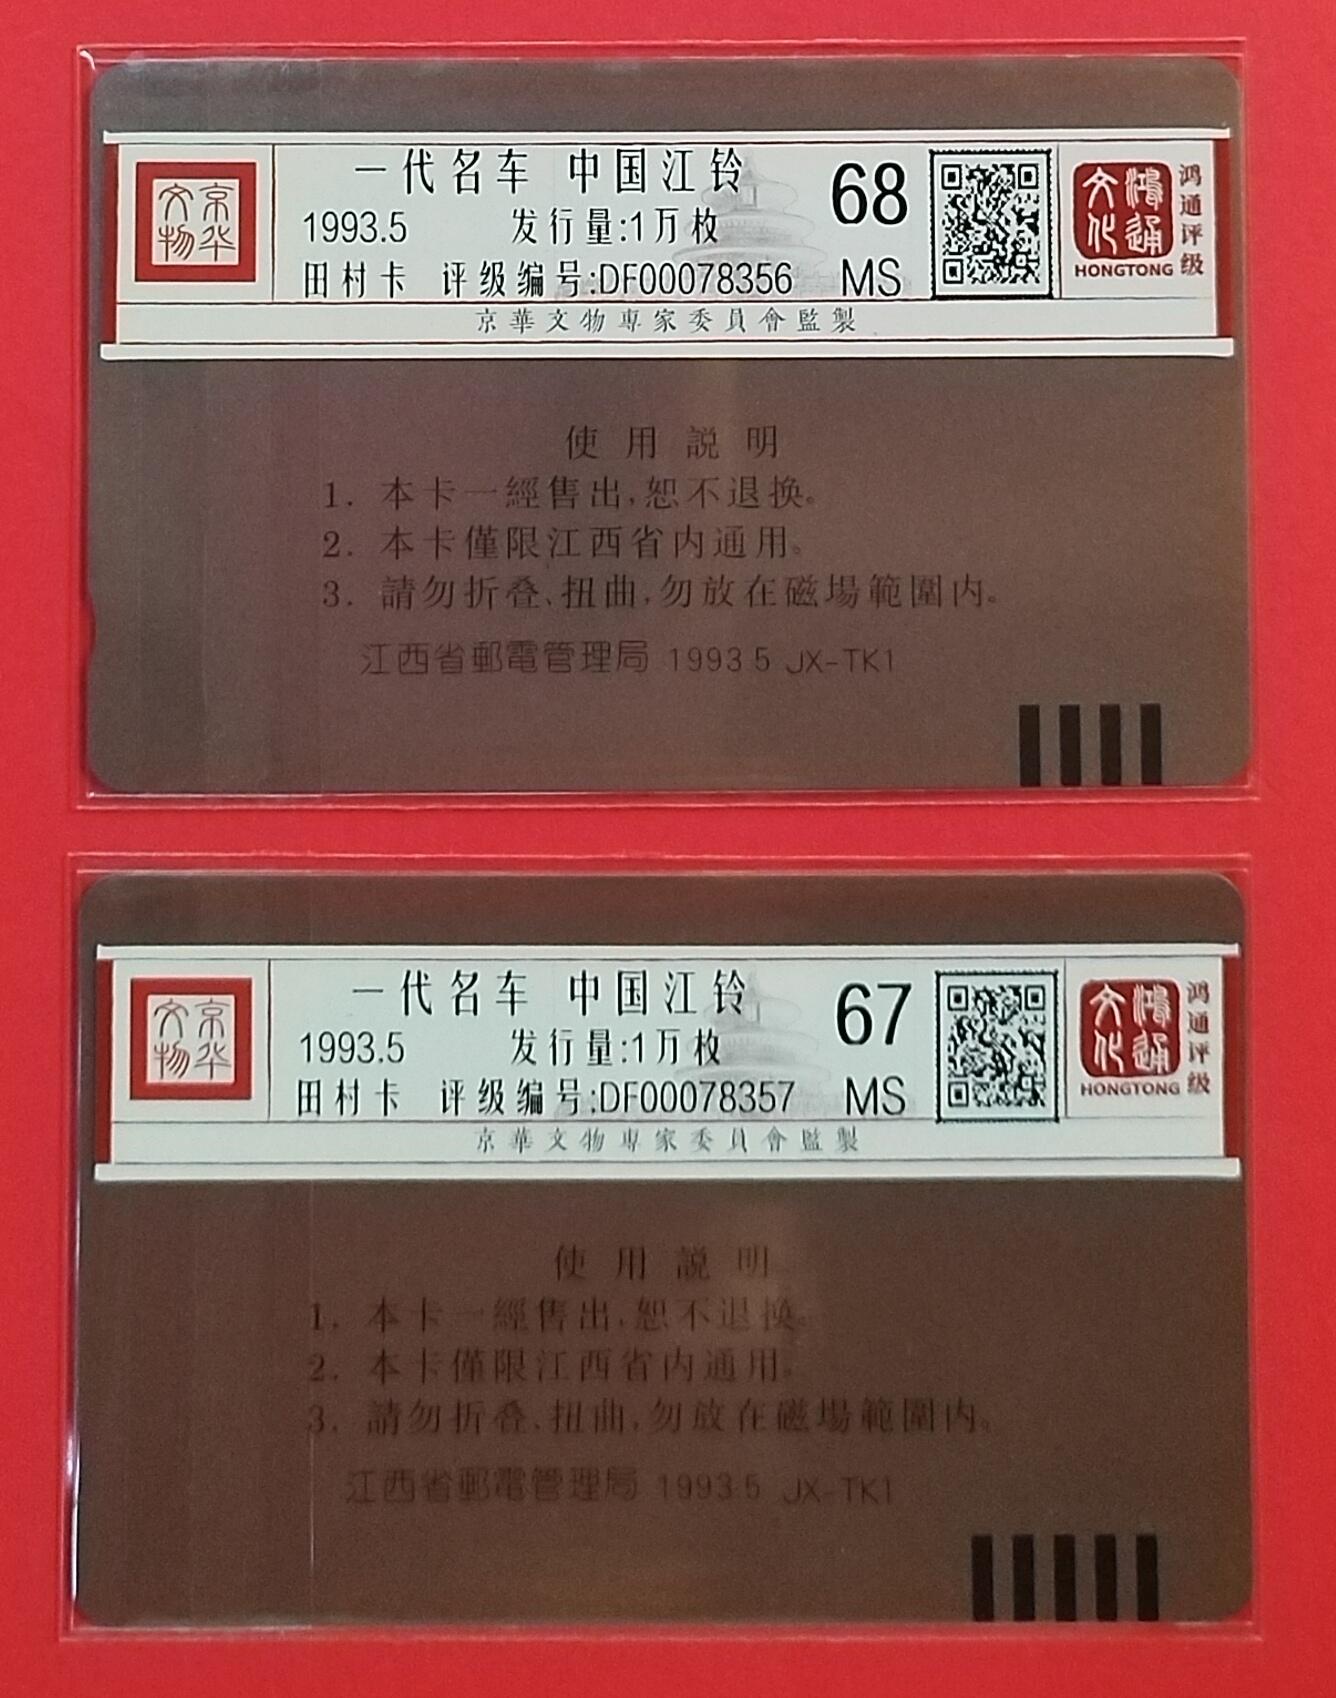 京华文物
一代名车 中国江铃
1993.5 发行量:1万枚
68
田村卡 评级编号:DF00078356 MS
鸿通文化
HONGTONG
鸿通评级
京華文物專家委員會監製
使用説明
1. 本卡一經售出,恕不退换。
2. 本卡僅限江西省内通用。
3. 請勿折叠、扭曲,勿放在磁場範圍内。
江西省郵電管理局 1993.5 JX-TK1
京华文物
一代名车 中国江铃
1993.5 发行量:1万枚
67
田村卡 评级编号:DF00078357 MS
鸿通文化
HONGTONG
鸿通评级
京華文物專家委員會監製
使用説明
1. 本卡一經售出,恕不退换。
2. 本卡僅限江西省内通用。
3. 請勿折叠、扭曲,勿放在磁場範圍内。
江西省郵電管理局 1993.5 JX-TK1